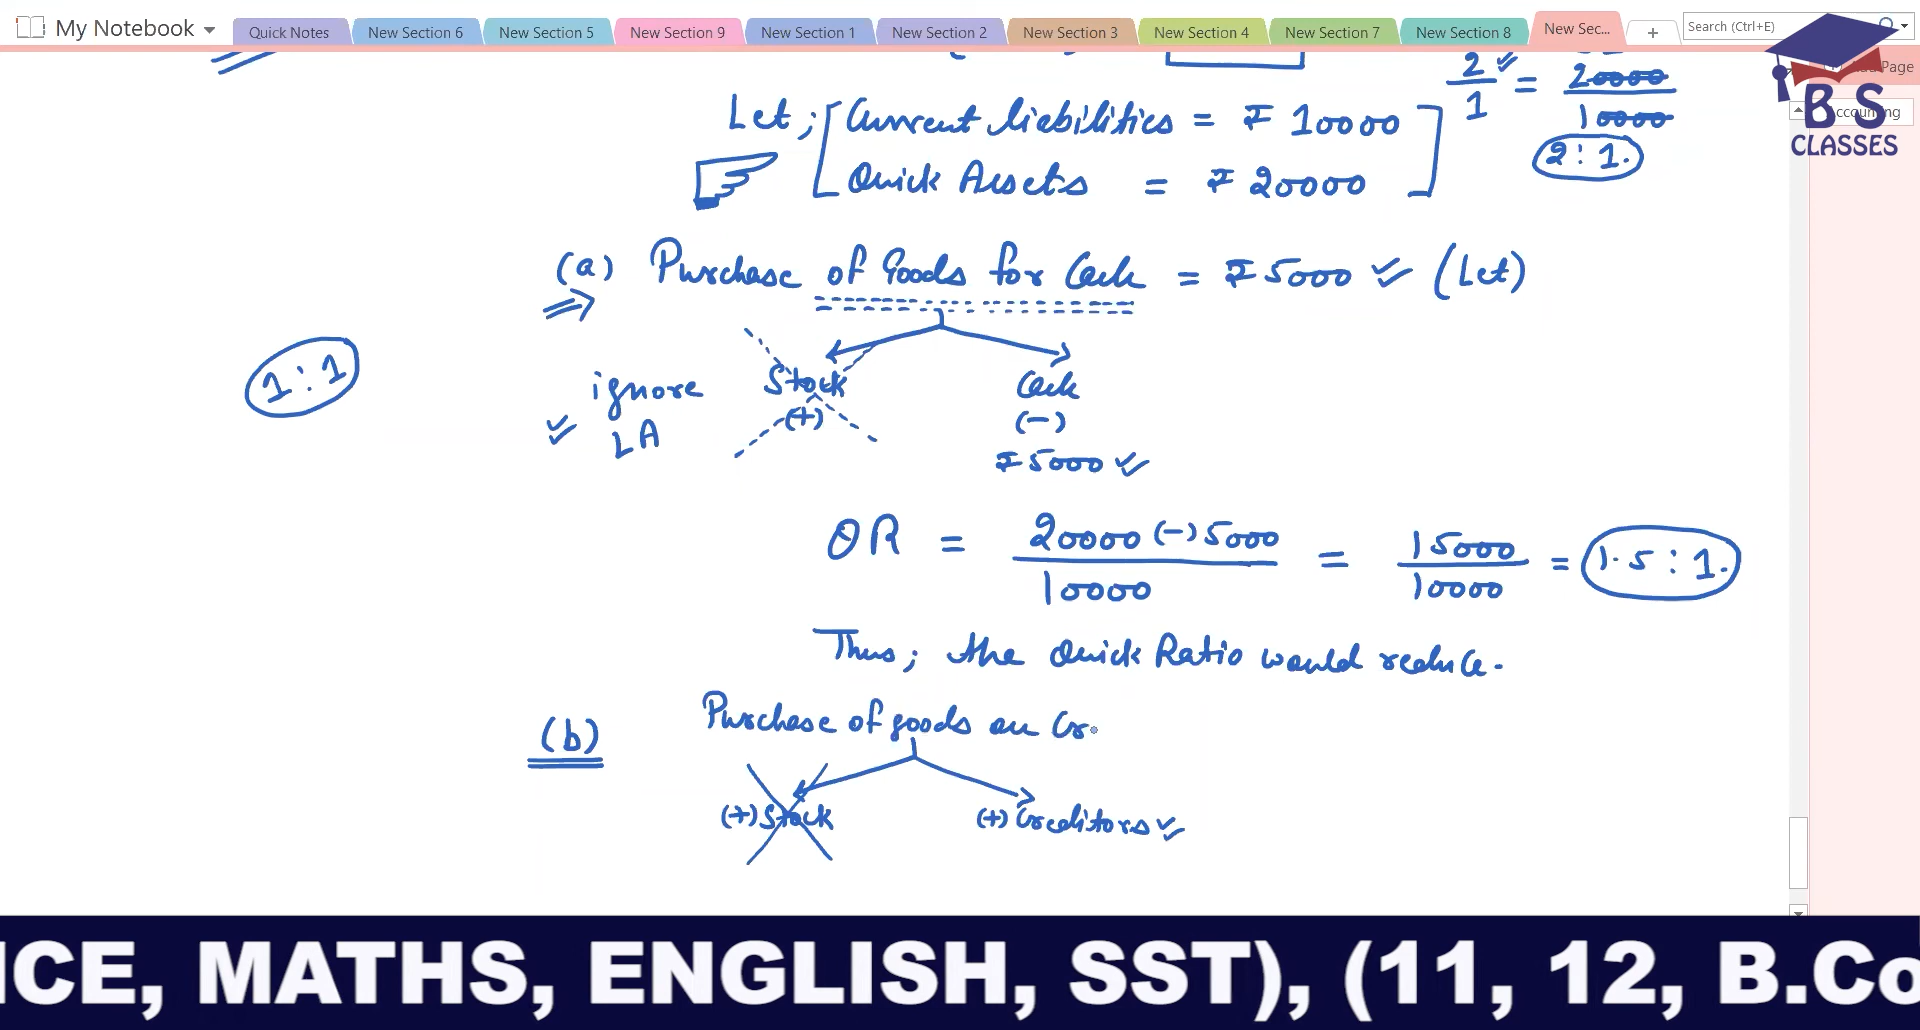 My Notebook
Quick Notes New Section 6 New Section 5 New Section 9 New Section 1 New Section 2 New Section 3 New Section 4 New Section 7 New Section 8 New Sec... + Search (Ctrl+E)
Page
B S
CLASSES
ccounting
2/1 = 20000/10000
2 : 1.
Let ; Current Liabilities = ₹ 10000
Quick Assets = ₹ 20000
(a) Purchase of Goods for Cash = ₹ 5000 (Let)
1 : 1
ignore
LA
Stock
(+)
Cash
(-)
₹ 5000
QR = 20000 (-) 5000 / 10000 = 15000 / 10000 = 1.5 : 1.
Thus; the Quick Ratio would reduce.
(b) Purchase of goods on Cr.
(+) Stock (+) Creditors
ICE, MATHS, ENGLISH, SST), (11, 12, B.Co